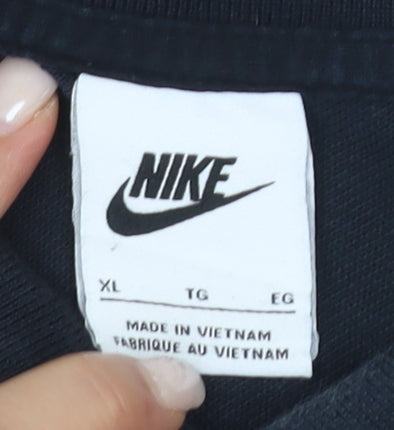 NIKE
XL TG EG
MADE IN VIETNAM
FABRIQUE AU VIETNAM